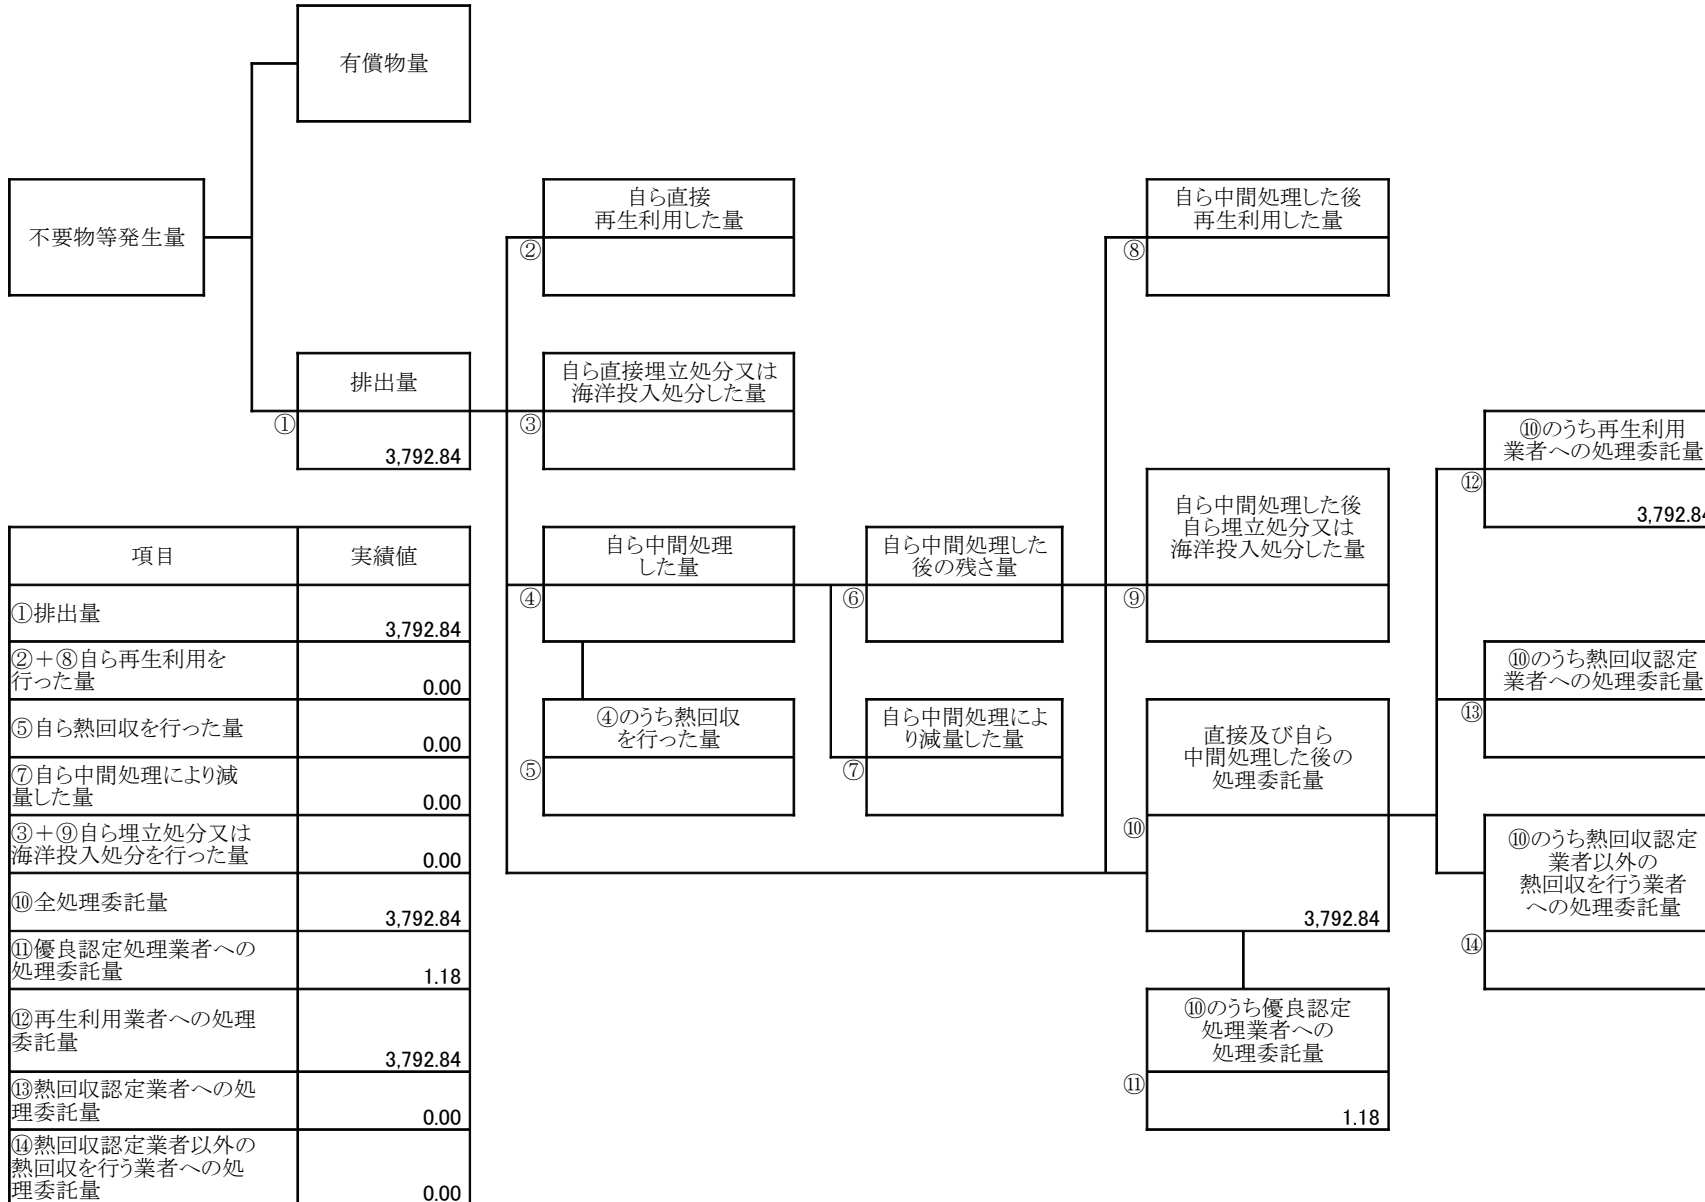 有償物量
不要物等発生量
自ら直接
再生利用した量
②
自ら中間処理した後
再生利用した量
⑧
排出量
①
3,792.84
自ら直接埋立処分又は
海洋投入処分した量
③
⑩のうち再生利用
業者への処理委託量
⑫
3,792.84
自ら中間処理
した量
④
自ら中間処理した
後の残さ量
⑥
自ら中間処理した後
自ら埋立処分又は
海洋投入処分した量
⑨
⑩のうち熱回収認定
業者への処理委託量
⑬
④のうち熱回収
を行った量
⑤
自ら中間処理によ
り減量した量
⑦
直接及び自ら
中間処理した後の
処理委託量
⑩
3,792.84
⑩のうち熱回収認定
業者以外の
熱回収を行う業者
への処理委託量
⑭
⑩のうち優良認定
処理業者への
処理委託量
⑪
1.18
項目 実績値
①排出量
3,792.84
②＋⑧自ら再生利用を
行った量
0.00
⑤自ら熱回収を行った量
0.00
⑦自ら中間処理により減
量した量
0.00
③＋⑨自ら埋立処分又は
海洋投入処分を行った量
0.00
⑩全処理委託量
3,792.84
⑪優良認定処理業者への
処理委託量
1.18
⑫再生利用業者への処理
委託量
3,792.84
⑬熱回収認定業者への処
理委託量
0.00
⑭熱回収認定業者以外の
熱回収を行う業者への処
理委託量
0.00